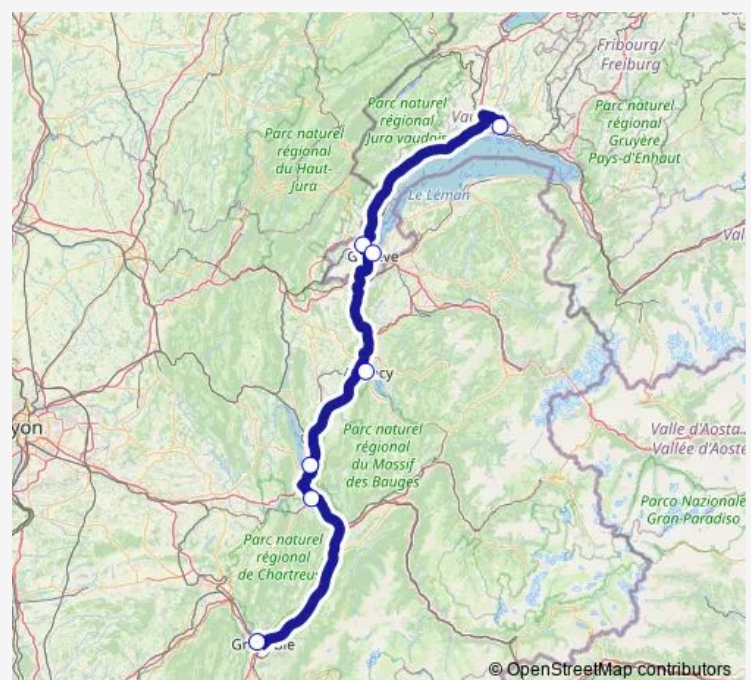 Fribourg/
Freiburg
Parc naturel
régional
Jura vaudois
Parc naturel
régional
Gruyère
Pays-d'Enhaut
Parc naturel
régional
du Haut-
Jura
Le Léman
Val
yon
Parc naturel
régional
du Massif
des Bauges
Valle d'Aosta
Vallée d'Aoste
Parco Nazionale
Gran-Paradiso
Parc naturel
régional
de Chartreus
© OpenStreetMap contributors